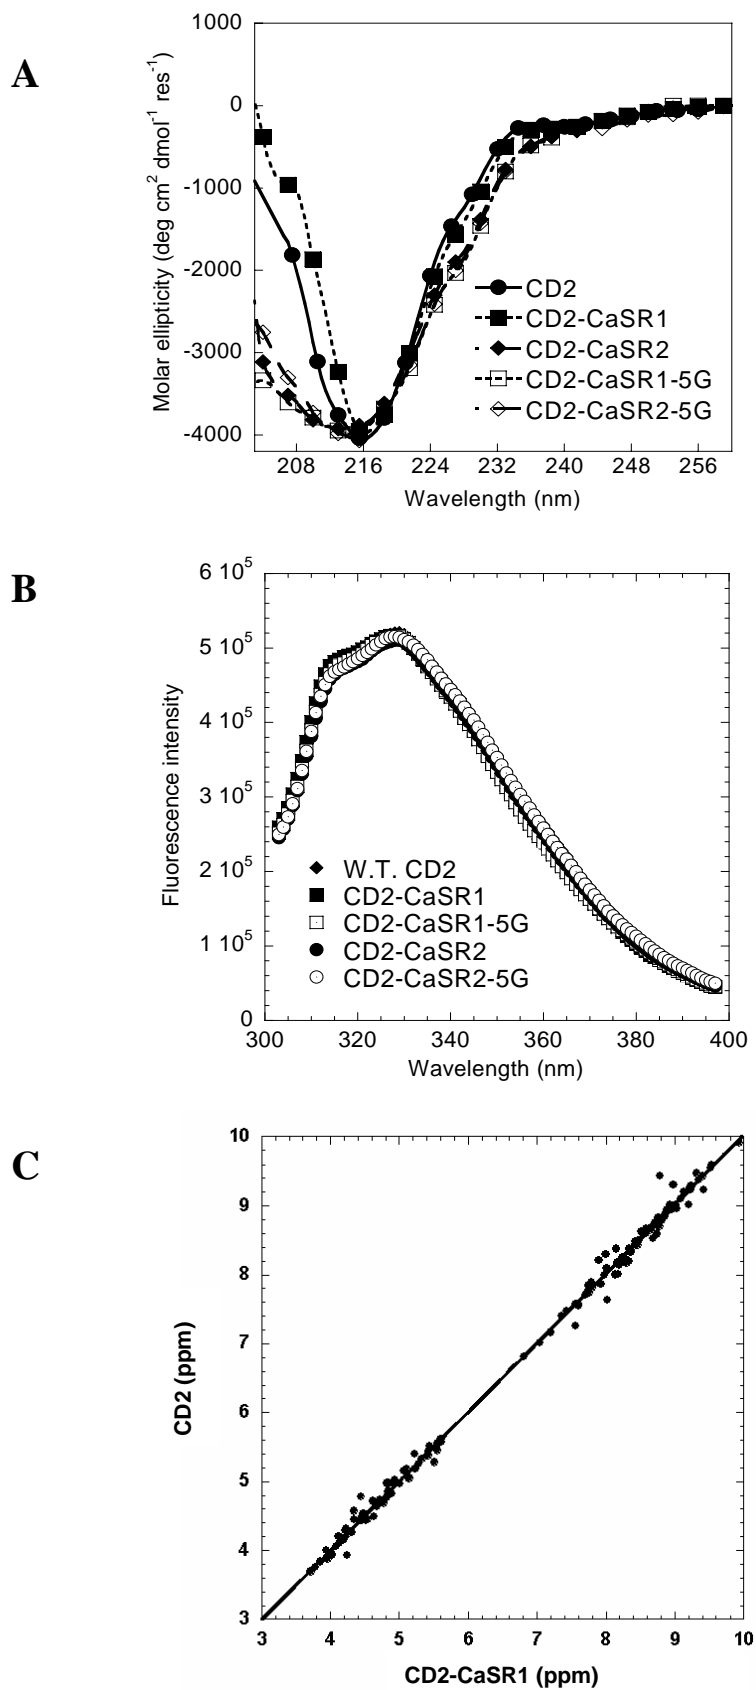 A
1000
0
-1000
-2000
-3000
-4000
Molar ellipticity (deg cm² dmol⁻¹ res⁻¹)
CD2
CD2-CaSR1
CD2-CaSR2
CD2-CaSR1-5G
CD2-CaSR2-5G
208 216 224 232 240 248 256
Wavelength (nm)
B
6 10⁵
5 10⁵
4 10⁵
3 10⁵
2 10⁵
1 10⁵
0
Fluorescence intensity
W.T. CD2
CD2-CaSR1
CD2-CaSR1-5G
CD2-CaSR2
CD2-CaSR2-5G
300 320 340 360 380 400
Wavelength (nm)
C
10
9
8
7
6
5
4
3
CD2 (ppm)
3 4 5 6 7 8 9 10
CD2-CaSR1 (ppm)